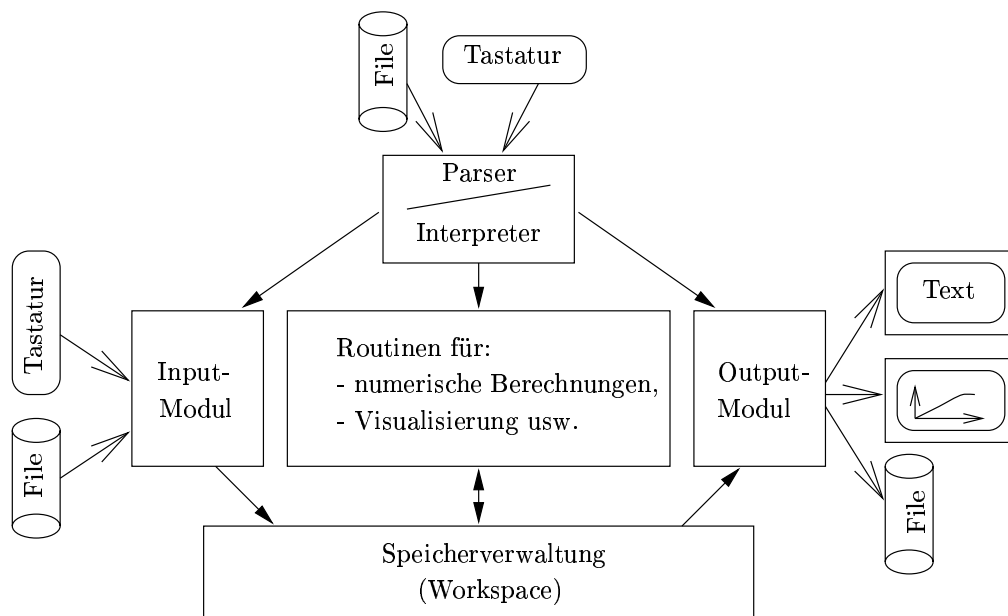 File
Tastatur
Parser
Interpreter
Tastatur
File
Input-
Modul
Routinen für:
- numerische Berechnungen,
- Visualisierung usw.
Output-
Modul
Text
File
Speicherverwaltung
(Workspace)